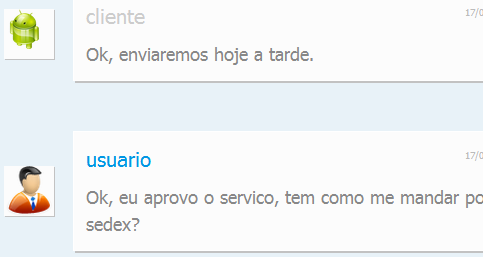 cliente
17/0
Ok, enviaremos hoje a tarde.
usuario
17/0
Ok, eu aprovo o servico, tem como me mandar po
sedex?